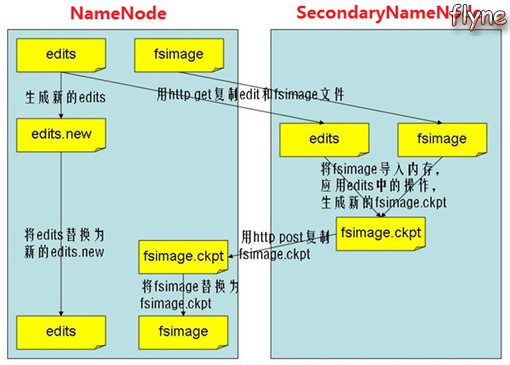 NameNode
SecondaryNameNode
flyne
edits
fsimage
生成新的edits
用http get复制edit和fsimage文件
edits.new
edits
fsimage
将fsimage导入内存，
应用edits中的操作，
生成新的fsimage.ckpt
将edits替换为
新的edits.new
fsimage.ckpt
用http post复制
fsimage.ckpt
fsimage.ckpt
将fsimage替换为
fsimage.ckpt
edits
fsimage